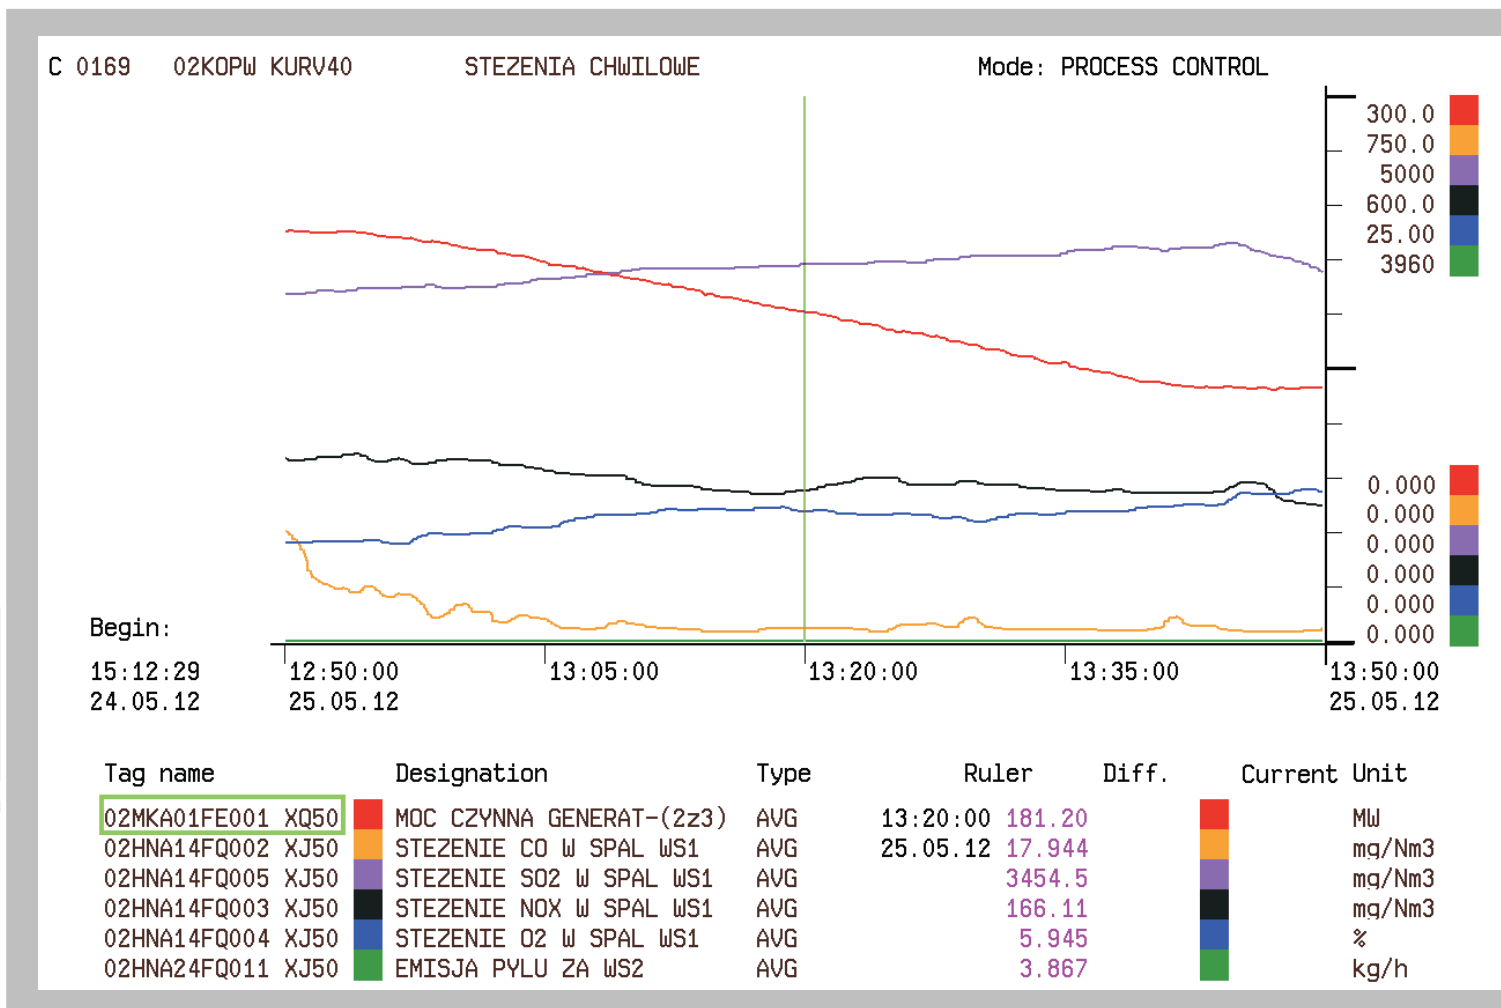 C 0169 02KOPW KURV40 STEZENIA CHWILOWE Mode: PROCESS CONTROL
300.0
750.0
5000
600.0
25.00
3960
0.000
0.000
0.000
0.000
0.000
0.000
Begin:
15:12:29 12:50:00 13:05:00 13:20:00 13:35:00 13:50:00
24.05.12 25.05.12 25.05.12
Tag name Designation Type Ruler Diff. Current Unit
02MKA01FE001 XQ50 MOC CZYNNA GENERAT-(2z3) AVG 13:20:00 181.20 MW
02HNA14FQ002 XJ50 STEZENIE CO W SPAL WS1 AVG 25.05.12 17.944 mg/Nm3
02HNA14FQ005 XJ50 STEZENIE SO2 W SPAL WS1 AVG 3454.5 mg/Nm3
02HNA14FQ003 XJ50 STEZENIE NOX W SPAL WS1 AVG 166.11 mg/Nm3
02HNA14FQ004 XJ50 STEZENIE O2 W SPAL WS1 AVG 5.945 %
02HNA24FQ011 XJ50 EMISJA PYLU ZA WS2 AVG 3.867 kg/h